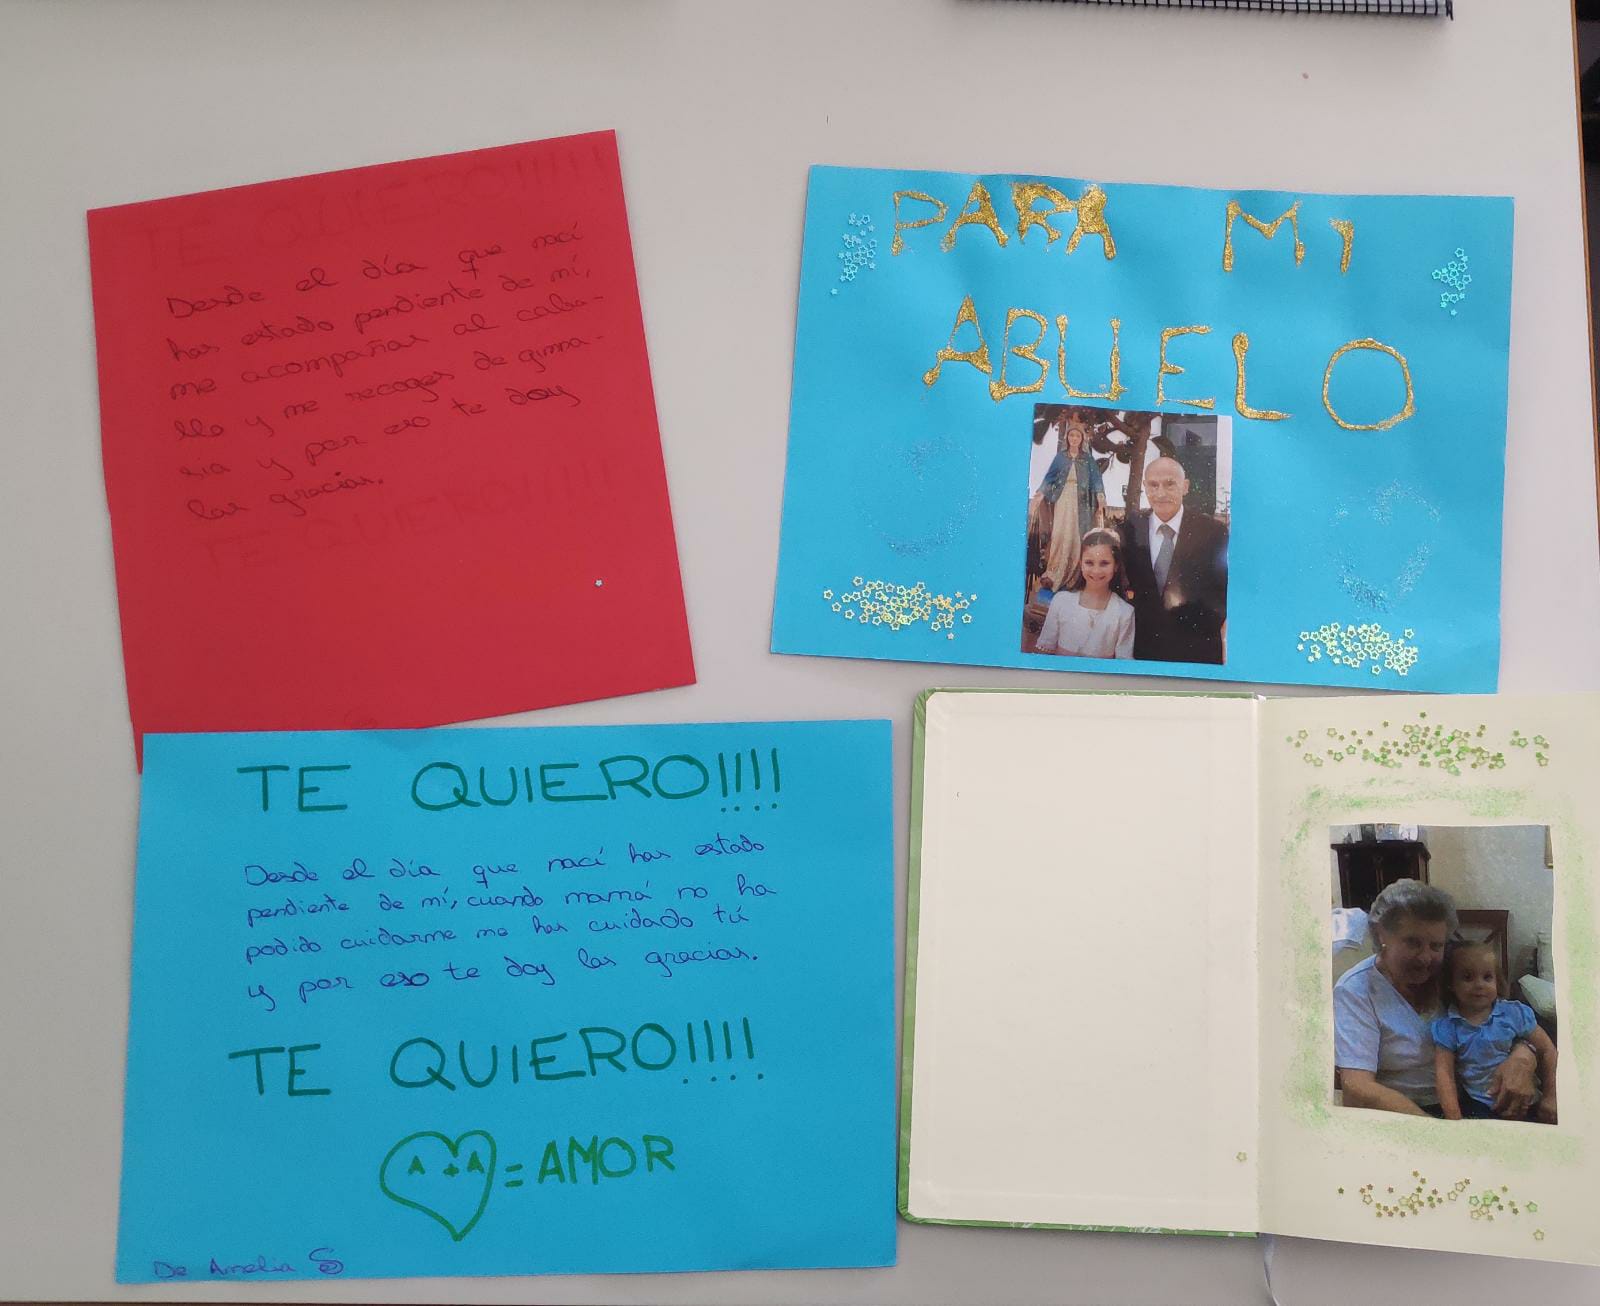 TE QUIERO!!!!!
Desde el día que nací
has estado pendiente de mí,
me acompañas al caba-
llo y me recoges de gimna-
sia y por eso te doy
las gracias.
TE QUIERO!!!!!
PARA MI
ABUELO
TE QUIERO!!!!
Desde el día que nací has estado
pendiente de mí, cuando mamá no ha
podido cuidarme me has cuidado tú
y por eso te doy las gracias.
TE QUIERO!!!!
A + A = AMOR
De Amelia